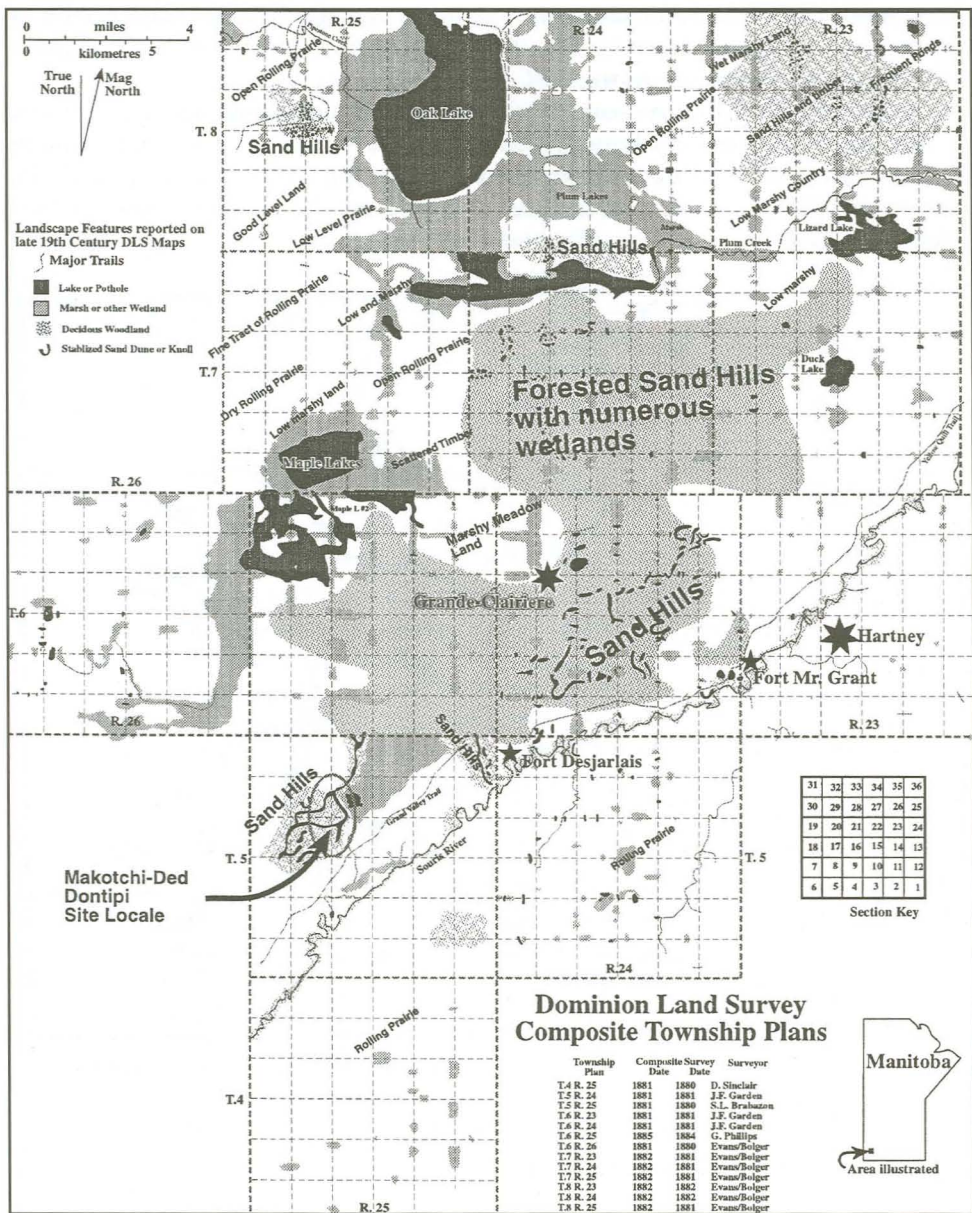 0 miles 4
0 kilometres 5
True North
Mag North
R. 25
R. 24
R. 23
Open Rolling Prairie
Wet Marshy Land
Frequent Ponds
Sand Hills and timber
Open Rolling Prairie
Oak Lake
T. 8
Sand Hills
Good Level Land
Low Level Prairie
Plum Lakes
Low Marshy Country
Lizard Lake
Marsh
Plum Creek
Sand Hills
Landscape Features reported on
late 19th Century DLS Maps
Major Trails
Lake or Pothole
Marsh or other Wetland
Decidous Woodland
Stablized Sand Dune or Knoll
Fine Tract of Rolling Prairie
Low and Marshy
Low marshy
T.7
Dry Rolling Prairie
Open Rolling Prairie
Low marshy land
Duck
Lake
Forested Sand Hills
with numerous
wetlands
Maple Lakes
Scattered Timber
Yellow Quill Trail
R. 26
Maple L #2
Marshy Meadow
Land
T.6
Grande-Clairiere
Sand Hills
Hartney
Fort Mr. Grant
R. 26
R. 23
Sand Hills
Fort Desjarlais
Sand Hills
Grand Valley Trail
Souris River
Rolling Prairie
T. 5
T. 5
Makotchi-Ded
Dontipi
Site Locale
31 32 33 34 35 36
30 29 28 27 26 25
19 20 21 22 23 24
18 17 16 15 14 13
7 8 9 10 11 12
6 5 4 3 2 1
Section Key
R.24
Rolling Prairie
T.4
R. 25
Dominion Land Survey
Composite Township Plans
Township Plan Composite Date Survey Date Surveyor
T.4 R. 25 1881 1880 D. Sinclair
T.5 R. 24 1881 1881 J.F. Garden
T.5 R. 25 1881 1880 S.L. Brabazon
T.6 R. 23 1881 1881 J.F. Garden
T.6 R. 24 1881 1881 J.F. Garden
T.6 R. 25 1885 1884 G. Phillips
T.6 R. 26 1881 1880 Evans/Bolger
T.7 R. 23 1882 1881 Evans/Bolger
T.7 R. 24 1882 1881 Evans/Bolger
T.7 R. 25 1882 1881 Evans/Bolger
T.8 R. 23 1882 1882 Evans/Bolger
T.8 R. 24 1882 1882 Evans/Bolger
T.8 R. 25 1882 1881 Evans/Bolger
Manitoba
Area illustrated